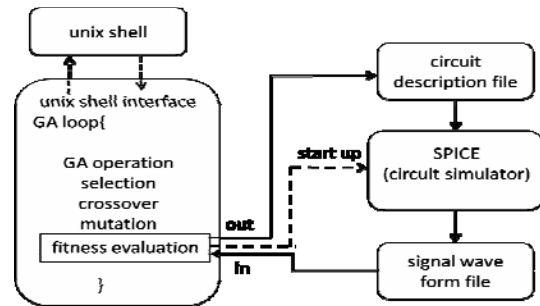 unix shell
unix shell interface
GA loop{
GA operation
selection
crossover
mutation
fitness evaluation
}
out
start up
in
circuit
description file
SPICE
(circuit simulator)
signal wave
form file